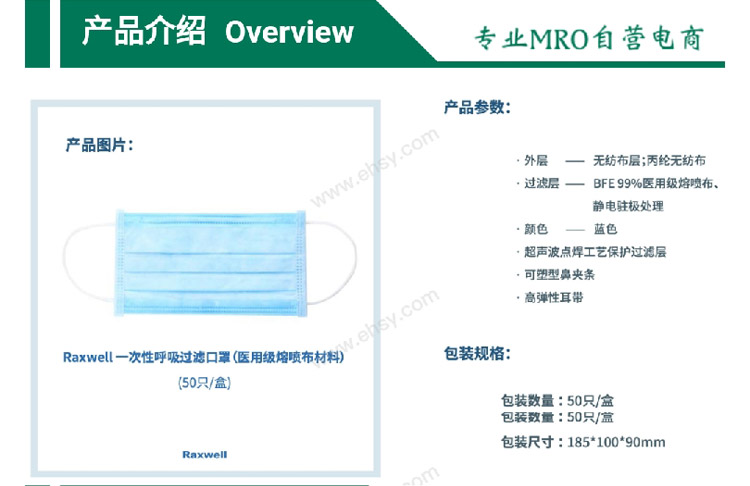 产品介绍 Overview
专业MRO自营电商
产品图片：
Raxwell 一次性呼吸过滤口罩（医用级熔喷布材料）
(50只/盒)
Raxwell
产品参数：
· 外层 — 无纺布层；丙纶无纺布
· 过滤层 — BFE 99%医用级熔喷布、
静电驻极处理
· 颜色 — 蓝色
· 超声波点焊工艺保护过滤层
· 可塑型鼻夹条
· 高弹性耳带
包装规格：
包装数量：50只/盒
包装数量：50只/盒
包装尺寸：185*100*90mm
www.ehsy.com
www.ehsy.com